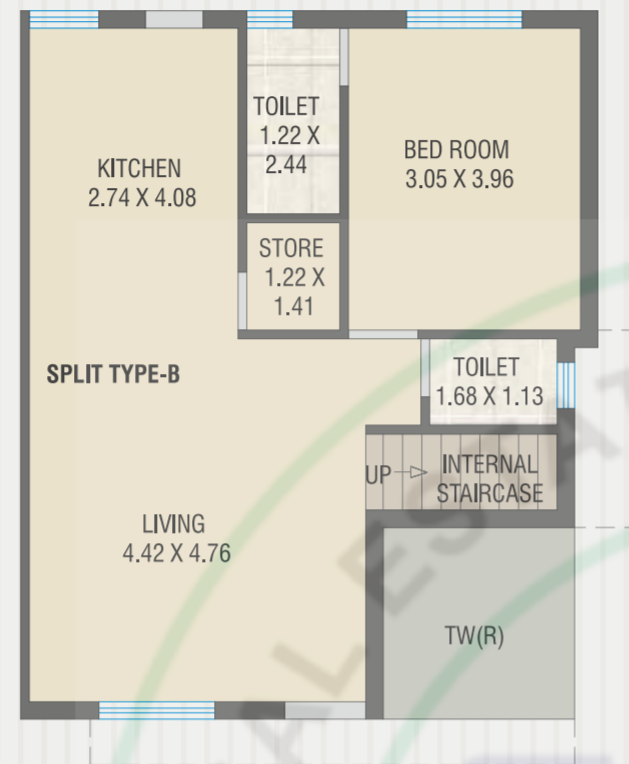 TOILET
1.22 X
2.44
BED ROOM
3.05 X 3.96
KITCHEN
2.74 X 4.08
STORE
1.22 X
1.41
SPLIT TYPE-B
TOILET
1.68 X 1.13
UP
INTERNAL
STAIRCASE
LIVING
4.42 X 4.76
TW(R)